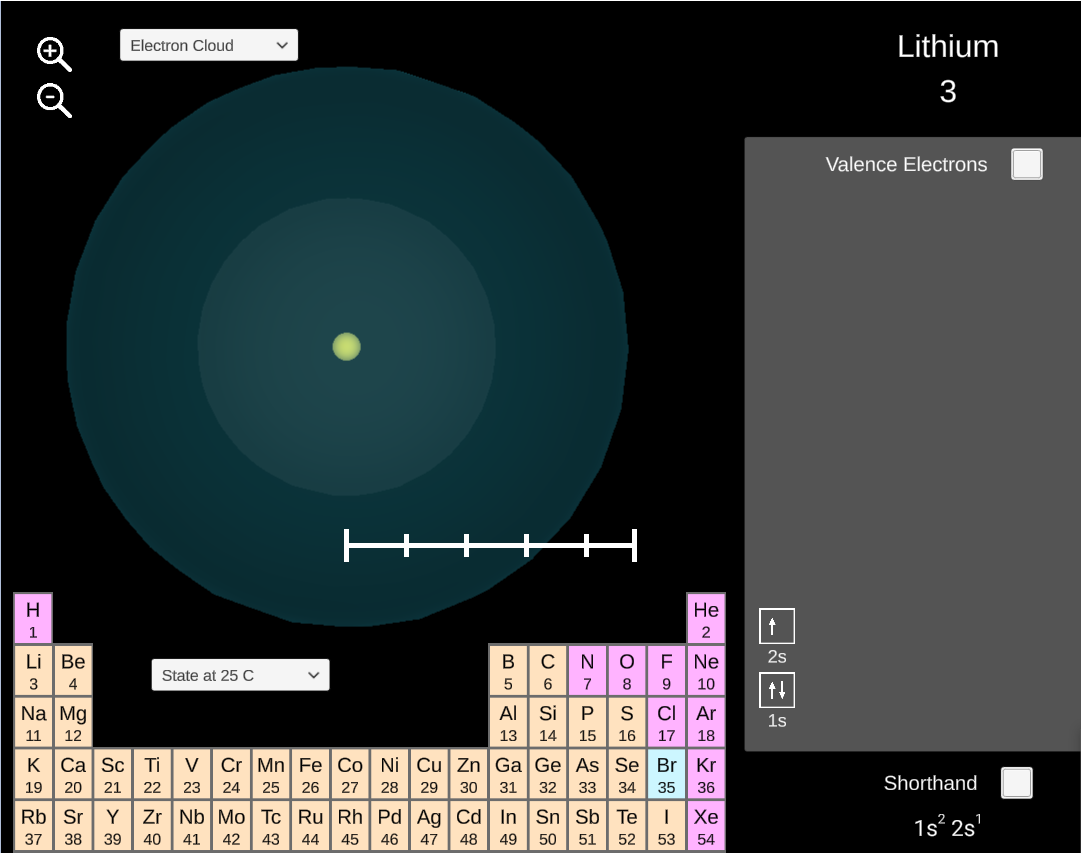 Electron Cloud
Lithium
3
Valence Electrons
2s
1s
State at 25 C
H He
1 2
Li Be B C N O F Ne
3 4 5 6 7 8 9 10
Na Mg Al Si P S Cl Ar
11 12 13 14 15 16 17 18
K Ca Sc Ti V Cr Mn Fe Co Ni Cu Zn Ga Ge As Se Br Kr
19 20 21 22 23 24 25 26 27 28 29 30 31 32 33 34 35 36
Rb Sr Y Zr Nb Mo Tc Ru Rh Pd Ag Cd In Sn Sb Te I Xe
37 38 39 40 41 42 43 44 45 46 47 48 49 50 51 52 53 54
Shorthand
1s² 2s¹